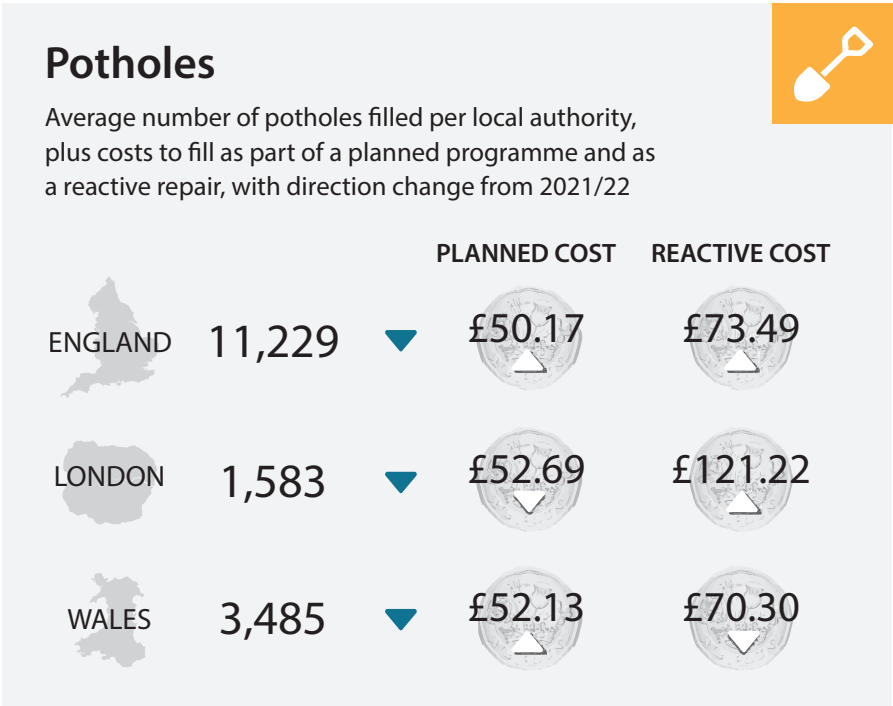 Potholes
Average number of potholes filled per local authority,
plus costs to fill as part of a planned programme and as
a reactive repair, with direction change from 2021/22
PLANNED COST REACTIVE COST
ENGLAND 11,229 £50.17 £73.49
LONDON 1,583 £52.69 £121.22
WALES 3,485 £52.13 £70.30